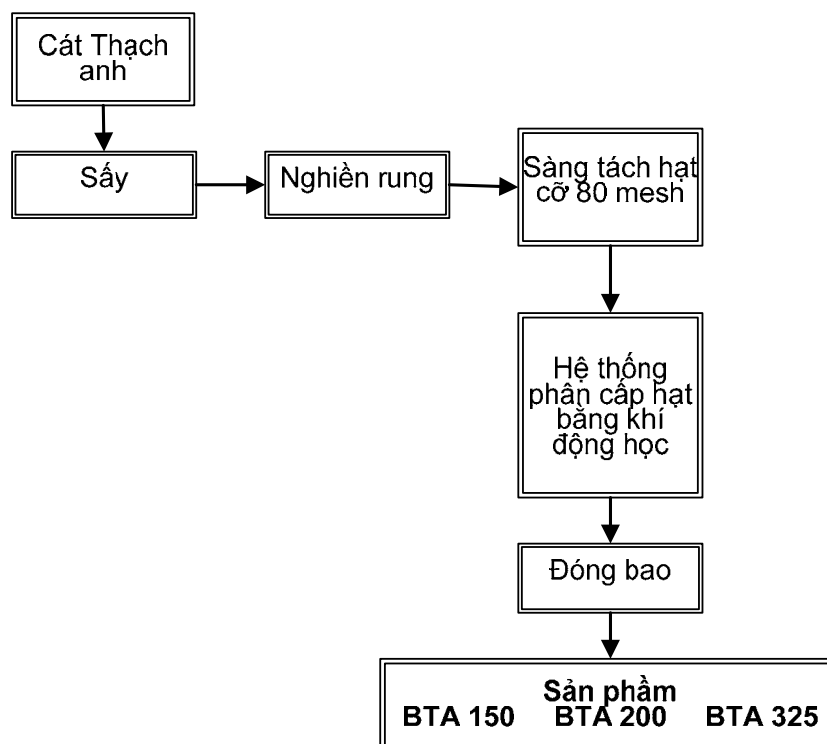 Cát Thạch
anh
Sấy
Nghiền rung
Sàng tách hạt
cỡ 80 mesh
Hệ thống
phân cấp hạt
bằng khí
động học
Đóng bao
Sản phầm
BTA 150 BTA 200 BTA 325